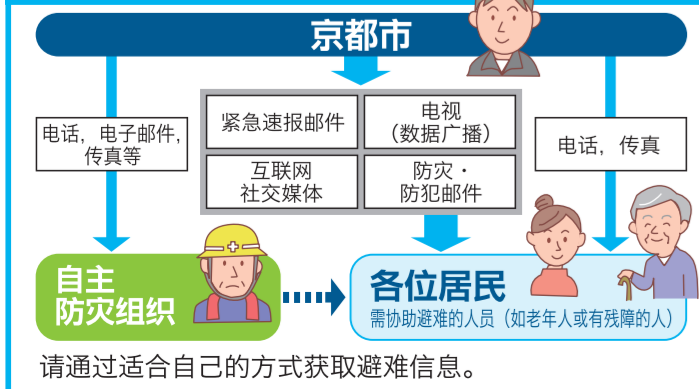 京都市
电话，电子邮件，
传真等
紧急速报邮件
电视
（数据广播）
互联网
社交媒体
防灾·
防犯邮件
电话，传真
自主
防灾组织
各位居民
需协助避难的人员（如老年人或有残障的人）
请通过适合自己的方式获取避难信息。